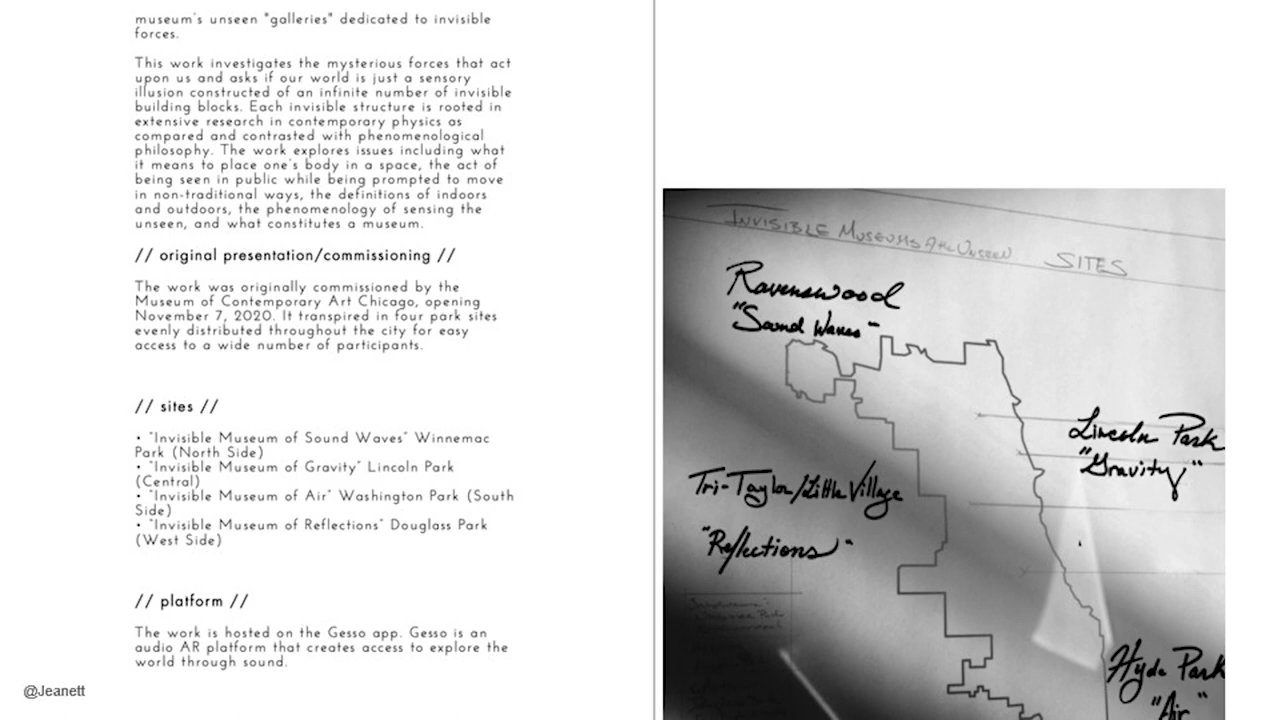 museum's unseen "galleries" dedicated to invisible
forces.
This work investigates the mysterious forces that act
upon us and asks if our world is just a sensory
illusion constructed of an infinite number of invisible
building blocks. Each invisible structure is rooted in
extensive research in contemporary physics as
compared and contrasted with phenomenological
philosophy. The work explores issues including what
it means to place one's body in a space, the act of
being seen in public while being prompted to move
in non-traditional ways, the definitions of indoors
and outdoors, the phenomenology of sensing the
unseen, and what constitutes a museum.
// original presentation/commissioning //
The work was originally commissioned by the
Museum of Contemporary Art Chicago, opening
November 7, 2020. It transpired in four park sites
evenly distributed throughout the city for easy
access to a wide number of participants.
// sites //
• "Invisible Museum of Sound Waves" Winnemac
Park (North Side)
• "Invisible Museum of Gravity" Lincoln Park
(Central)
• "Invisible Museum of Air" Washington Park (South
Side)
• "Invisible Museum of Reflections" Douglass Park
(West Side)
// platform //
The work is hosted on the Gesso app. Gesso is an
audio AR platform that creates access to explore the
world through sound.
@Jeanett
INVISIBLE MUSEUMS UNSEEN SITES
Ravenswood
"Sound Waves"
Lincoln Park
"Gravity"
Tri-Taylor/Little Village
"Reflections"
Hyde Park
"Air"